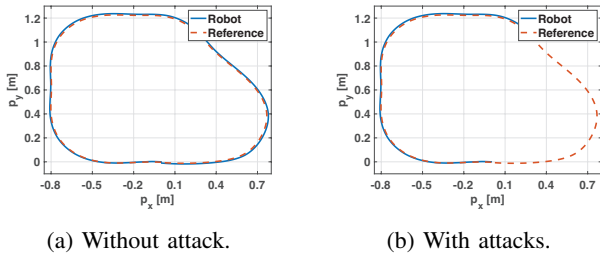 Robot
Reference
1.2
1
0.8
0.6
0.4
0.2
0
p_y [m]
-0.8 -0.5 -0.2 0.1 0.4 0.7
p_x [m]
(a) Without attack.
Robot
Reference
1.2
1
0.8
0.6
0.4
0.2
0
p_y [m]
-0.8 -0.5 -0.2 0.1 0.4 0.7
p_x [m]
(b) With attacks.